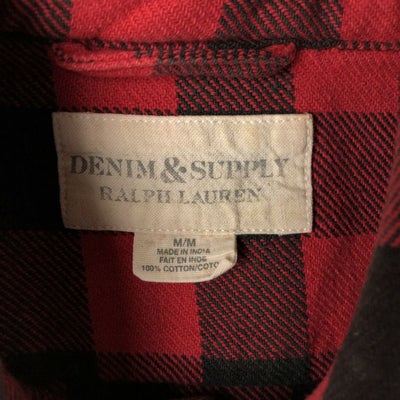 DENIM & SUPPLY
RALPH LAUREN
M/M
MADE IN INDIA
FAIT EN INDE
100% COTTON/COTO